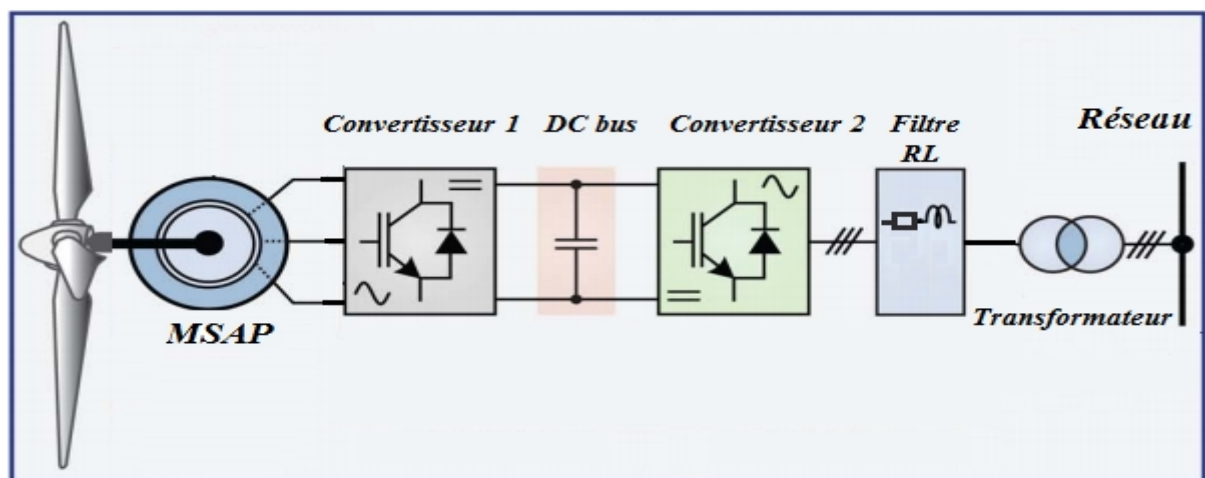 Convertisseur 1
DC bus
Convertisseur 2
Filtre
RL
Réseau
MSAP
Transformateur